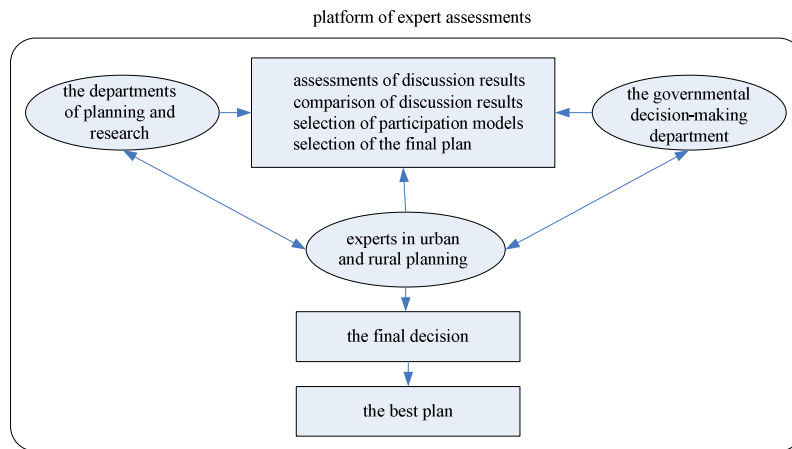 platform of expert assessments
the departments
of planning and
research
assessments of discussion results
comparison of discussion results
selection of participation models
selection of the final plan
the governmental
decision-making
department
experts in urban
and rural planning
the final decision
the best plan